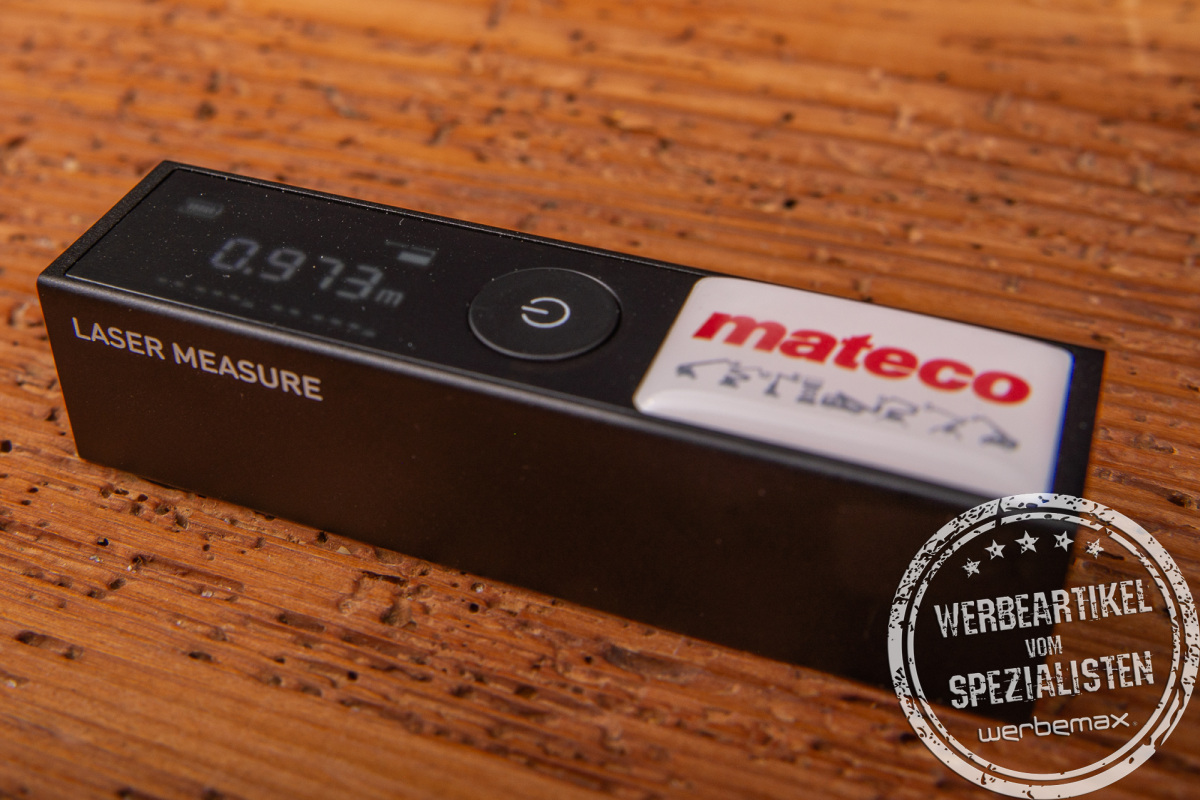 0.973m
LASER MEASURE
mateco
WERBEARTIKEL
VOM
SPEZIALISTEN
werbemax